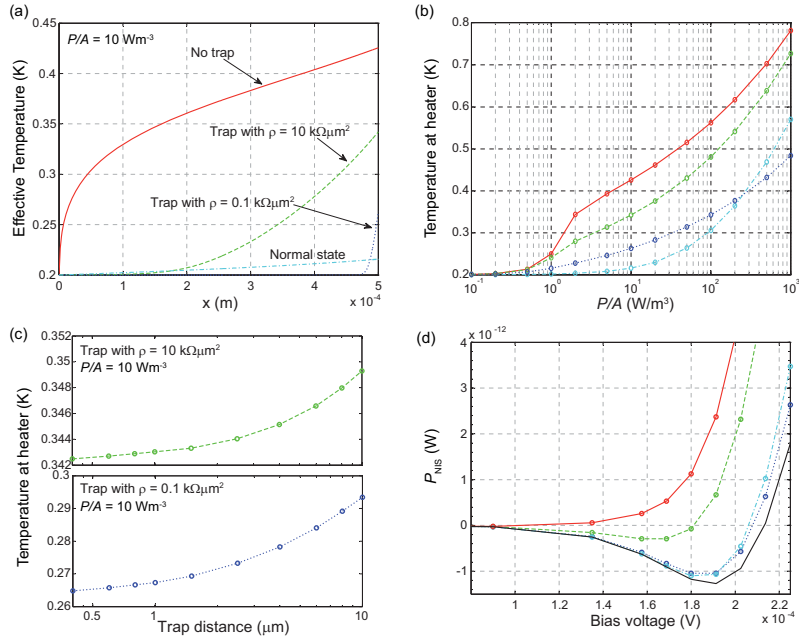 (a)
P/A = 10 Wm-3
No trap
Trap with ρ = 10 kΩμm²
Trap with ρ = 0.1 kΩμm²
Normal state
Effective Temperature (K)
0.45
0.4
0.35
0.3
0.25
0.2
0 1 2 3 4 5
x 10-4
x (m)
(b)
Temperature at heater (K)
0.8
0.7
0.6
0.5
0.4
0.3
0.2
10-1 100 101 102 103
P/A (W/m³)
(c)
Temperature at heater (K)
Trap with ρ = 10 kΩμm²
P/A = 10 Wm-3
0.352
0.350
0.348
0.346
0.344
0.342
Trap with ρ = 0.1 kΩμm²
P/A = 10 Wm-3
0.30
0.29
0.28
0.27
0.26
0.5 1 10
Trap distance (μm)
(d)
x 10-12
PNIS (W)
4
3
2
1
0
-1
1 1.2 1.4 1.6 1.8 2 2.2
x 10-4
Bias voltage (V)